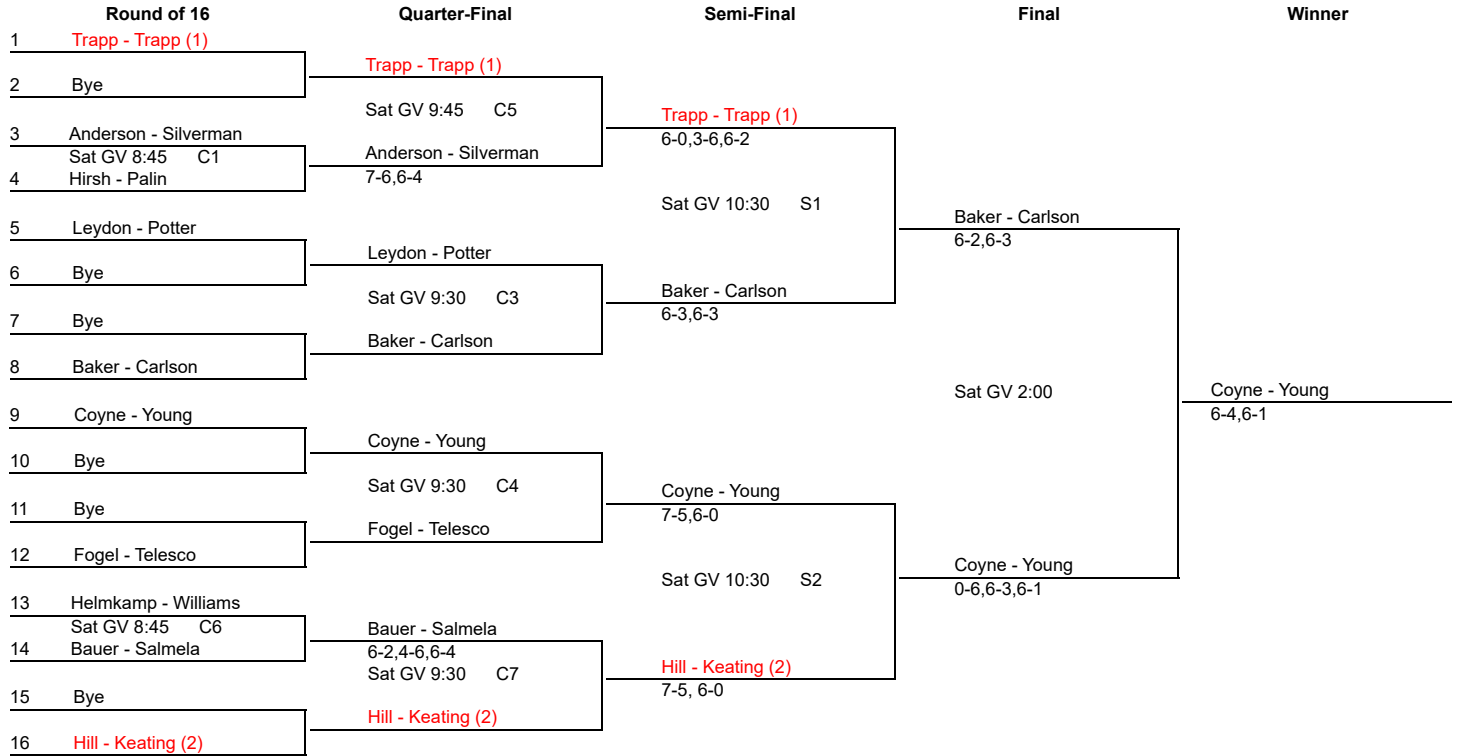 Round of 16
Quarter-Final
Semi-Final
Final
Winner
1 Trapp - Trapp (1)
2 Bye
3 Anderson - Silverman
Sat GV 8:45 C1
4 Hirsh - Palin
5 Leydon - Potter
6 Bye
7 Bye
8 Baker - Carlson
9 Coyne - Young
10 Bye
11 Bye
12 Fogel - Telesco
13 Helmkamp - Williams
Sat GV 8:45 C6
14 Bauer - Salmela
15 Bye
16 Hill - Keating (2)
Trapp - Trapp (1)
Sat GV 9:45 C5
Anderson - Silverman
7-6,6-4
Leydon - Potter
Sat GV 9:30 C3
Baker - Carlson
Coyne - Young
Sat GV 9:30 C4
Fogel - Telesco
Bauer - Salmela
6-2,4-6,6-4
Sat GV 9:30 C7
Hill - Keating (2)
Trapp - Trapp (1)
6-0,3-6,6-2
Sat GV 10:30 S1
Baker - Carlson
6-3,6-3
Coyne - Young
7-5,6-0
Sat GV 10:30 S2
Hill - Keating (2)
7-5, 6-0
Baker - Carlson
6-2,6-3
Sat GV 2:00
Coyne - Young
0-6,6-3,6-1
Coyne - Young
6-4,6-1